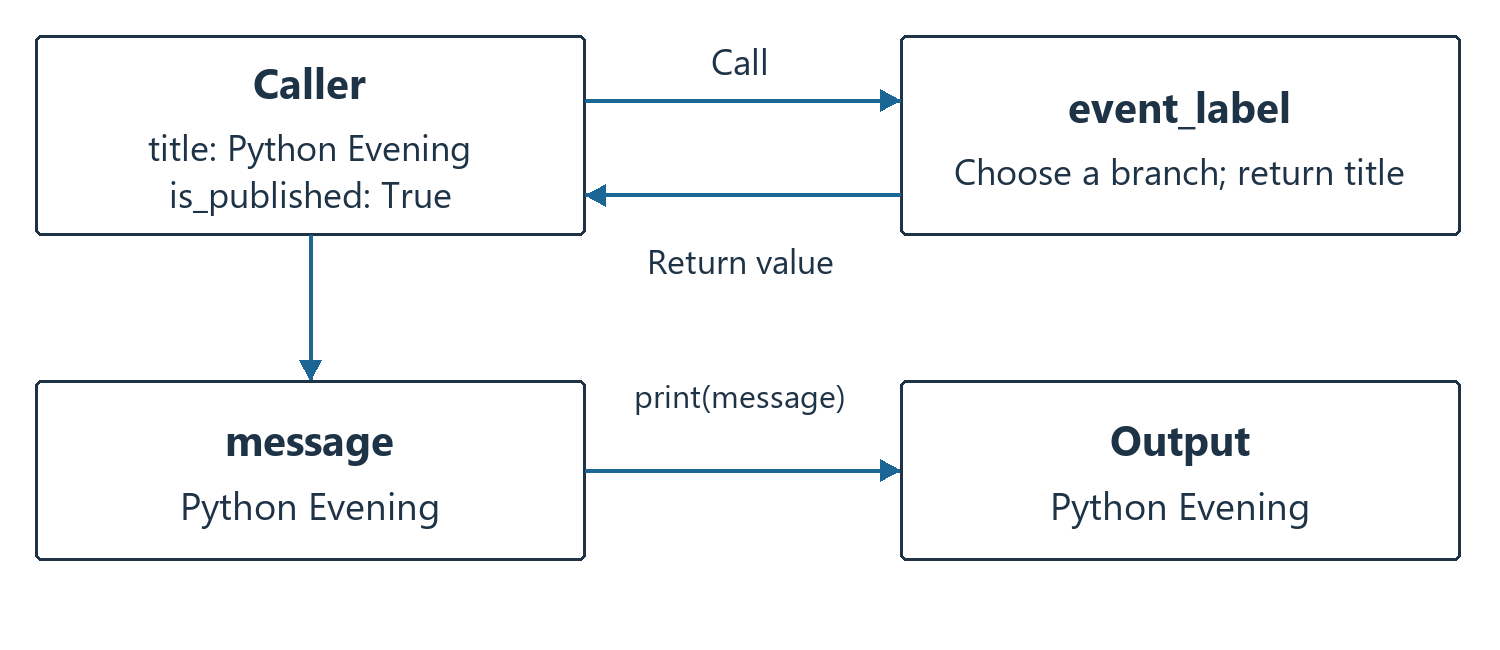 Caller
title: Python Evening
is_published: True
Call
event_label
Choose a branch; return title
Return value
message
Python Evening
print(message)
Output
Python Evening